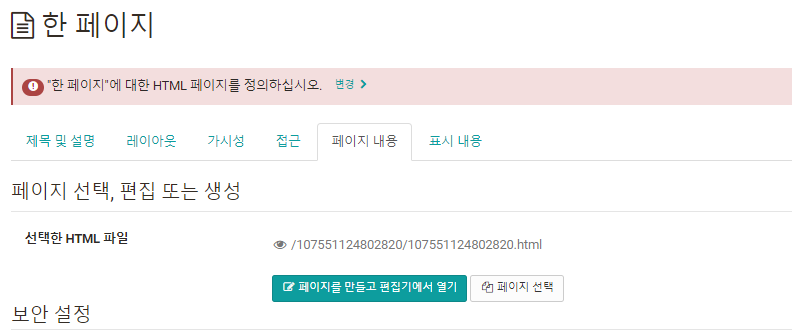 한 페이지
"한 페이지"에 대한 HTML 페이지를 정의하십시오. 변경
제목 및 설명 레이아웃 가시성 접근 페이지 내용 표시 내용
페이지 선택, 편집 또는 생성
선택한 HTML 파일 /107551124802820/107551124802820.html
페이지를 만들고 편집기에서 열기 페이지 선택
보안 설정